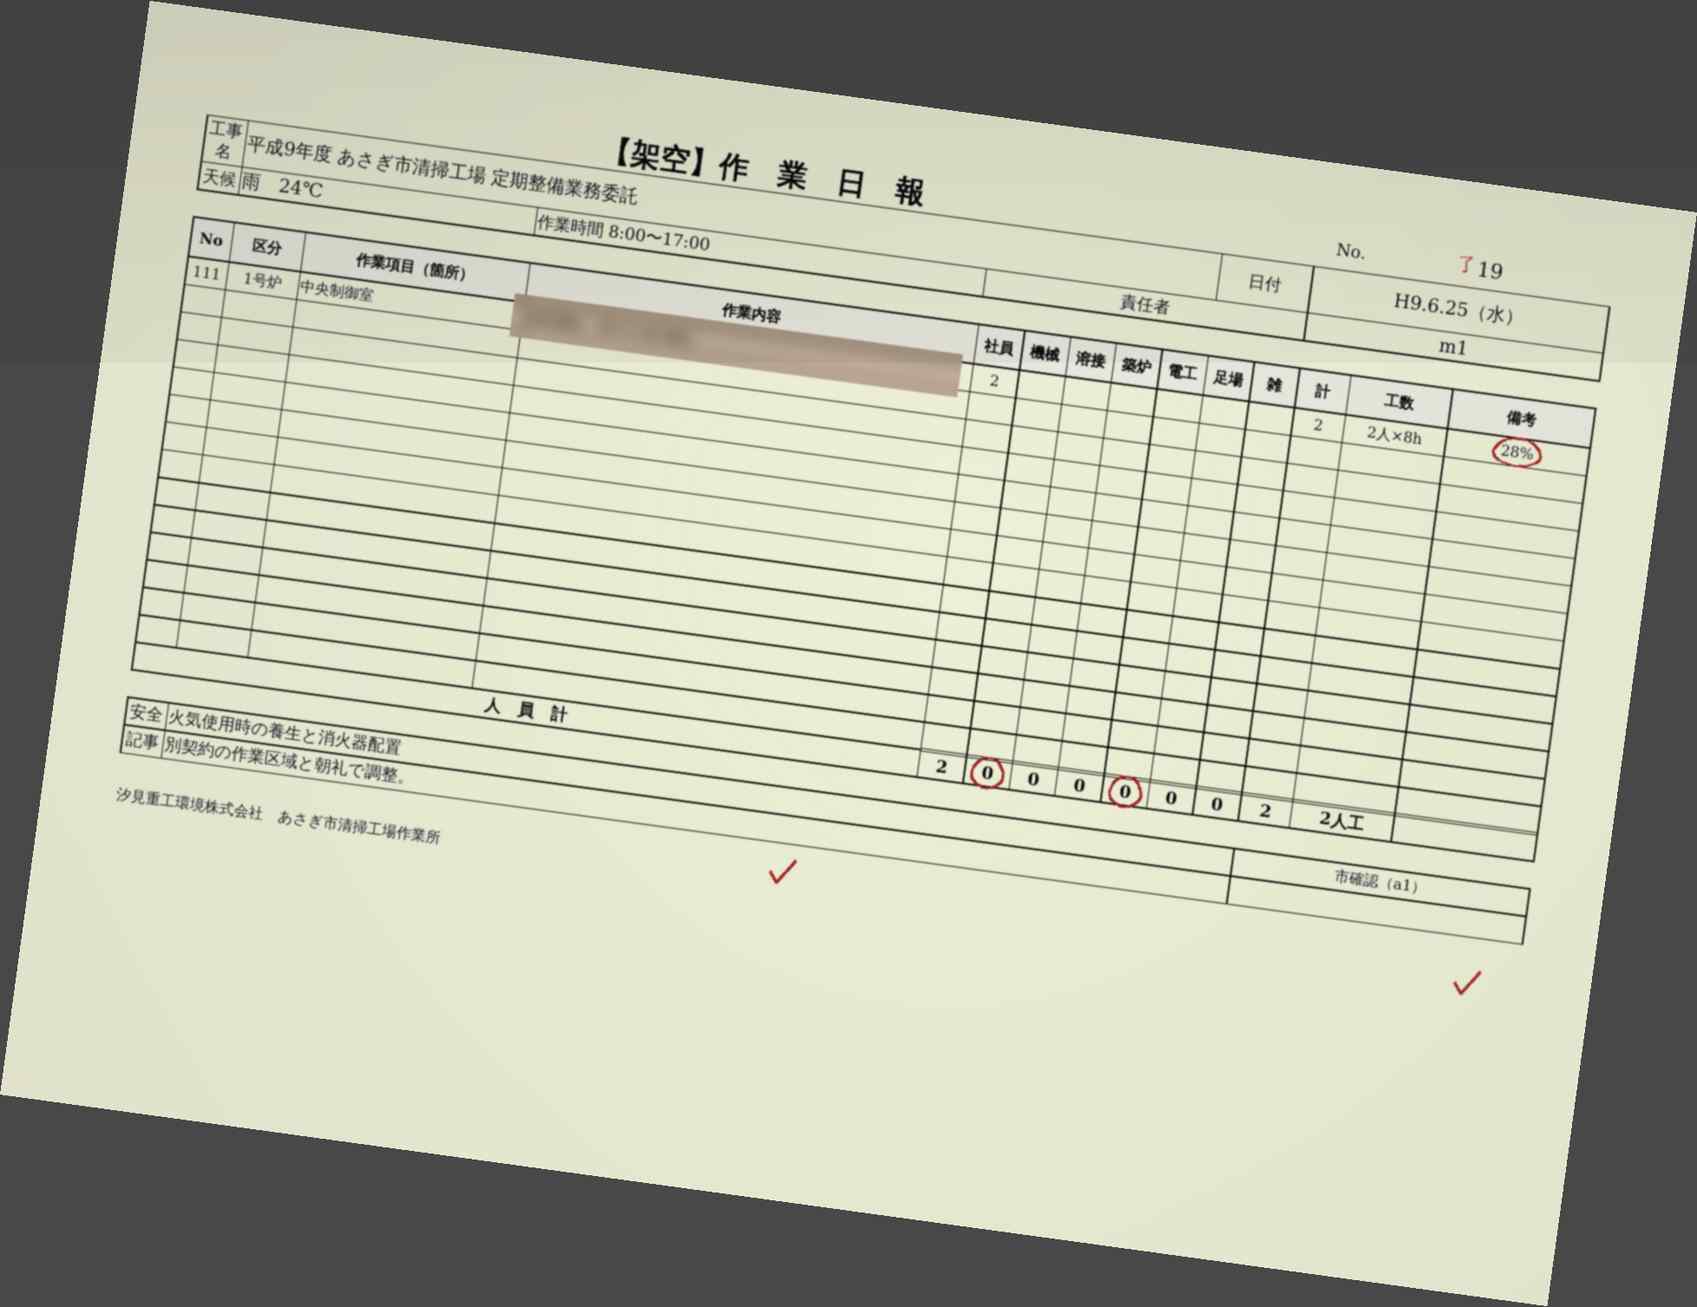 【架空】作 業 日 報
No. 了19
工事名 平成9年度 あさぎ市清掃工場 定期整備業務委託 日付 H9.6.25（水）
天候 雨 24℃ 作業時間 8:00〜17:00 責任者 m1
No 区分 作業項目（箇所） 作業内容 社員 機械 溶接 築炉 電工 足場 雑 計 工数 備考
111 1号炉 中央制御室 2 2 2人×8h 28%
人 員 計 2 0 0 0 0 0 0 2 2人工
安全 火気使用時の養生と消火器配置 市確認（a1）
記事 別契約の作業区域と朝礼で調整。
汐見重工環境株式会社 あさぎ市清掃工場作業所